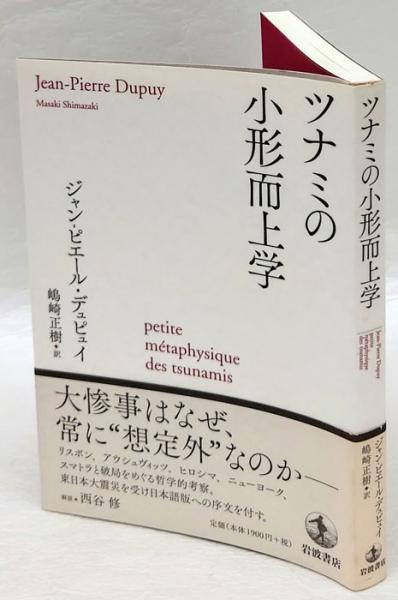 Jean-Pierre Dupuy
Masaki Shimazaki
ツナミの
小形而上学
ジャン-ピエール・デュピュイ
嶋崎正樹・訳
petite
métaphysique
des tsunamis
大惨事はなぜ、
常に“想定外”なのか――
リスボン、アウシュヴィッツ、ヒロシマ、ニューヨーク、
スマトラと破局をめぐる哲学的考察。
東日本大震災を受け日本語版への序文を付す。
解説・西谷 修
定価(本体1900円+税)
岩波書店
ツナミの小形而上学
Jean-Pierre Dupuy
petite
métaphysique
des tsunamis
ジャン-ピエール・デュピュイ
嶋崎正樹・訳
岩波書店